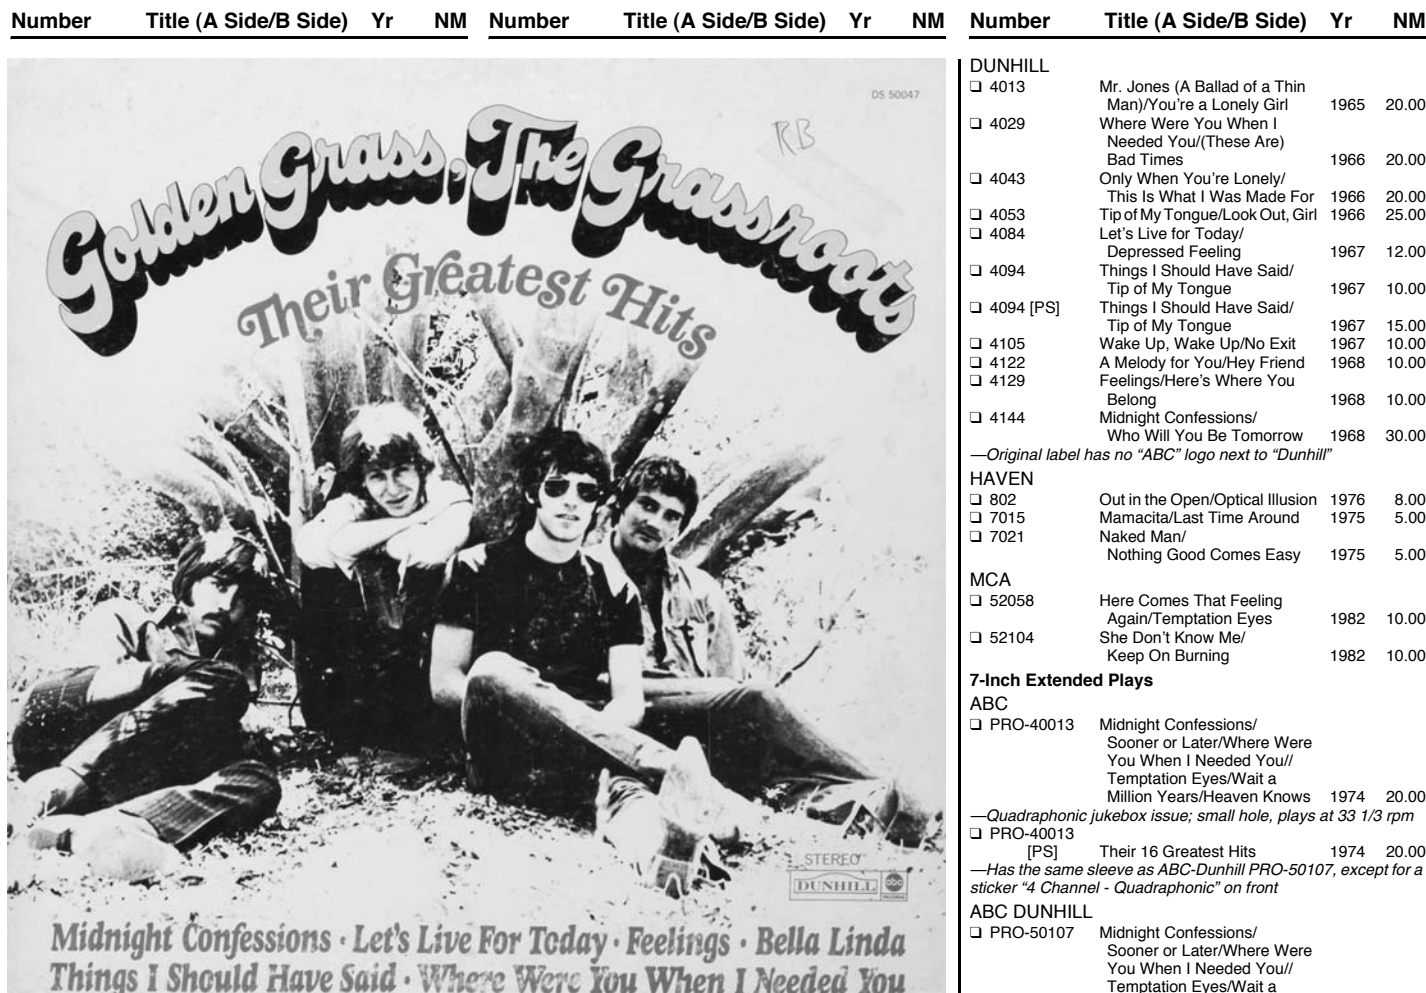 Number Title (A Side/B Side) Yr NM Number Title (A Side/B Side) Yr NM Number Title (A Side/B Side) Yr NM
DS 50047
RB
Golden Grass, The Grassroots
Their Greatest Hits
STEREO
DUNHILL abc
Midnight Confessions · Let's Live For Today · Feelings · Bella Linda
Things I Should Have Said · Where Were You When I Needed You
DUNHILL
❑ 4013 Mr. Jones (A Ballad of a Thin
Man)/You're a Lonely Girl 1965 20.00
❑ 4029 Where Were You When I
Needed You/(These Are)
Bad Times 1966 20.00
❑ 4043 Only When You're Lonely/
This Is What I Was Made For 1966 20.00
❑ 4053 Tip of My Tongue/Look Out, Girl 1966 25.00
❑ 4084 Let's Live for Today/
Depressed Feeling 1967 12.00
❑ 4094 Things I Should Have Said/
Tip of My Tongue 1967 10.00
❑ 4094 [PS] Things I Should Have Said/
Tip of My Tongue 1967 15.00
❑ 4105 Wake Up, Wake Up/No Exit 1967 10.00
❑ 4122 A Melody for You/Hey Friend 1968 10.00
❑ 4129 Feelings/Here's Where You
Belong 1968 10.00
❑ 4144 Midnight Confessions/
Who Will You Be Tomorrow 1968 30.00
—Original label has no “ABC” logo next to “Dunhill”
HAVEN
❑ 802 Out in the Open/Optical Illusion 1976 8.00
❑ 7015 Mamacita/Last Time Around 1975 5.00
❑ 7021 Naked Man/
Nothing Good Comes Easy 1975 5.00
MCA
❑ 52058 Here Comes That Feeling
Again/Temptation Eyes 1982 10.00
❑ 52104 She Don't Know Me/
Keep On Burning 1982 10.00
7-Inch Extended Plays
ABC
❑ PRO-40013 Midnight Confessions/
Sooner or Later/Where Were
You When I Needed You//
Temptation Eyes/Wait a
Million Years/Heaven Knows 1974 20.00
—Quadraphonic jukebox issue; small hole, plays at 33 1/3 rpm
❑ PRO-40013
[PS] Their 16 Greatest Hits 1974 20.00
—Has the same sleeve as ABC-Dunhill PRO-50107, except for a
sticker “4 Channel - Quadraphonic” on front
ABC DUNHILL
❑ PRO-50107 Midnight Confessions/
Sooner or Later/Where Were
You When I Needed You//
Temptation Eyes/Wait a